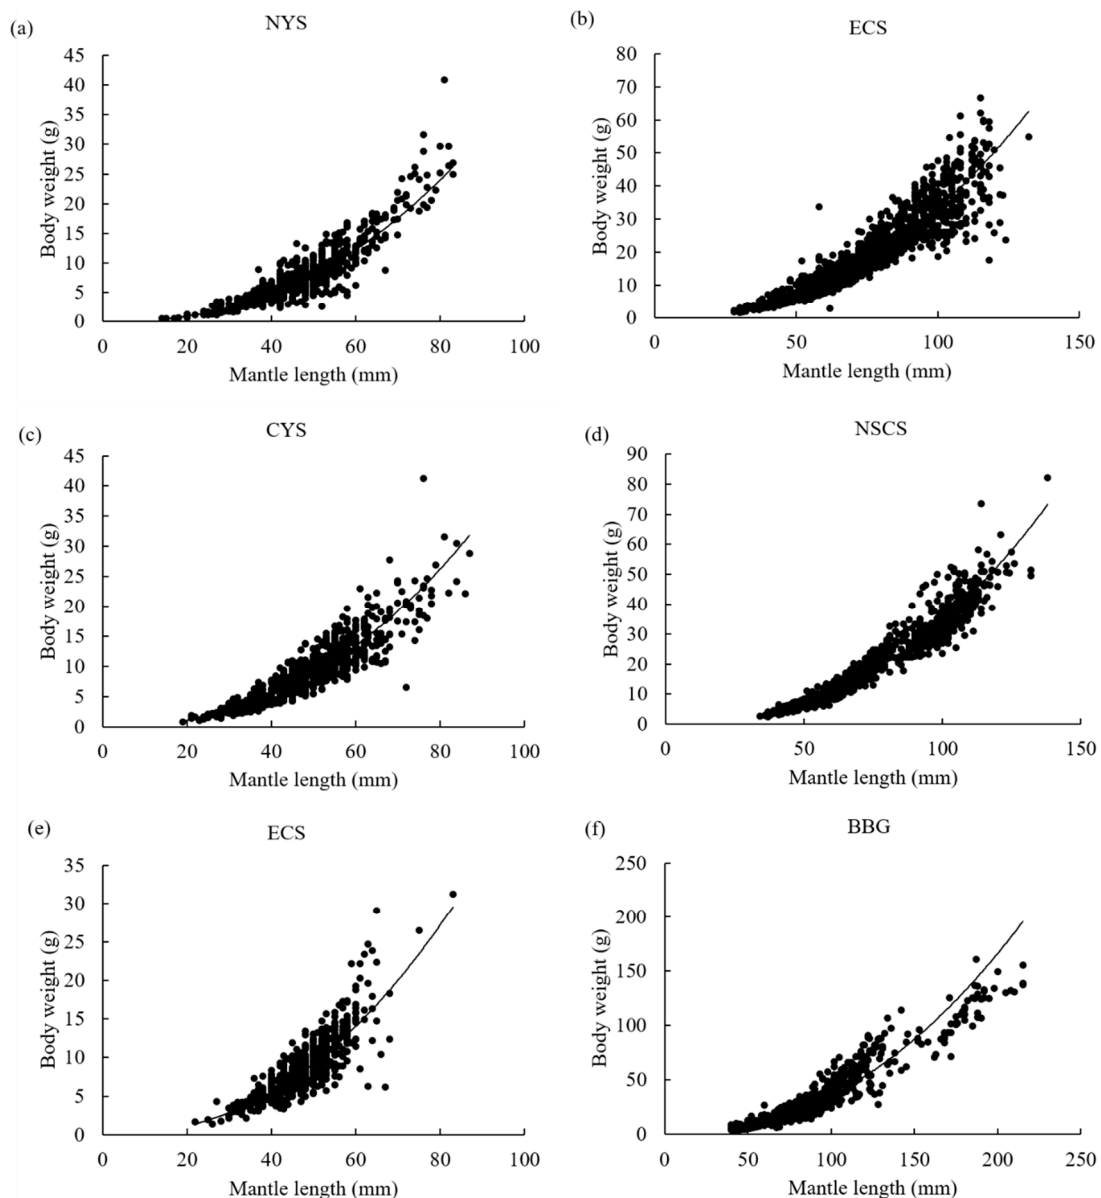 (a)
NYS
45
40
35
30
25
20
15
10
5
0
Body weight (g)
0 20 40 60 80 100
Mantle length (mm)
(b)
ECS
80
70
60
50
40
30
20
10
0
Body weight (g)
0 50 100 150
Mantle length (mm)
(c)
CYS
45
40
35
30
25
20
15
10
5
0
Body weight (g)
0 20 40 60 80 100
Mantle length (mm)
(d)
NSCS
90
80
70
60
50
40
30
20
10
0
Body weight (g)
0 50 100 150
Mantle length (mm)
(e)
ECS
35
30
25
20
15
10
5
0
Body weight (g)
0 20 40 60 80 100
Mantle length (mm)
(f)
BBG
250
200
150
100
50
0
Body weight (g)
0 50 100 150 200 250
Mantle length (mm)